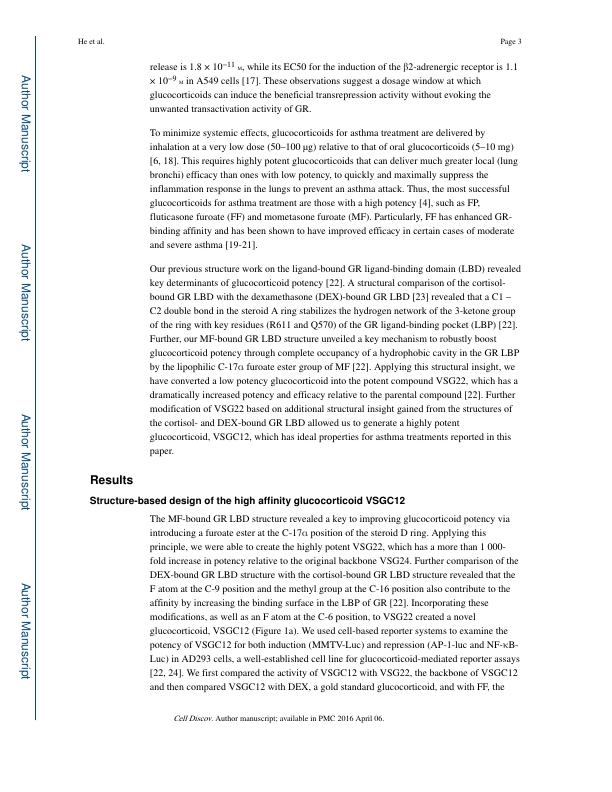 He et al.
Page 3
release is 1.8 × 10−11 M, while its EC50 for the induction of the β2-adrenergic receptor is 1.1
× 10−9 M in A549 cells [17]. These observations suggest a dosage window at which
glucocorticoids can induce the beneficial transrepression activity without evoking the
unwanted transactivation activity of GR.
To minimize systemic effects, glucocorticoids for asthma treatment are delivered by
inhalation at a very low dose (50–100 μg) relative to that of oral glucocorticoids (5–10 mg)
[6, 18]. This requires highly potent glucocorticoids that can deliver much greater local (lung
bronchi) efficacy than ones with low potency, to quickly and maximally suppress the
inflammation response in the lungs to prevent an asthma attack. Thus, the most successful
glucocorticoids for asthma treatment are those with a high potency [4], such as FP,
fluticasone furoate (FF) and mometasone furoate (MF). Particularly, FF has enhanced GR-
binding affinity and has been shown to have improved efficacy in certain cases of moderate
and severe asthma [19-21].
Our previous structure work on the ligand-bound GR ligand-binding domain (LBD) revealed
key determinants of glucocorticoid potency [22]. A structural comparison of the cortisol-
bound GR LBD with the dexamethasone (DEX)-bound GR LBD [23] revealed that a C1 –
C2 double bond in the steroid A ring stabilizes the hydrogen network of the 3-ketone group
of the ring with key residues (R611 and Q570) of the GR ligand-binding pocket (LBP) [22].
Further, our MF-bound GR LBD structure unveiled a key mechanism to robustly boost
glucocorticoid potency through complete occupancy of a hydrophobic cavity in the GR LBP
by the lipophilic C-17α furoate ester group of MF [22]. Applying this structural insight, we
have converted a low potency glucocorticoid into the potent compound VSG22, which has a
dramatically increased potency and efficacy relative to the parental compound [22]. Further
modification of VSG22 based on additional structural insight gained from the structures of
the cortisol- and DEX-bound GR LBD allowed us to generate a highly potent
glucocorticoid, VSGC12, which has ideal properties for asthma treatments reported in this
paper.
Results
Structure-based design of the high affinity glucocorticoid VSGC12
The MF-bound GR LBD structure revealed a key to improving glucocorticoid potency via
introducing a furoate ester at the C-17α position of the steroid D ring. Applying this
principle, we were able to create the highly potent VSG22, which has a more than 1 000-
fold increase in potency relative to the original backbone VSG24. Further comparison of the
DEX-bound GR LBD structure with the cortisol-bound GR LBD structure revealed that the
F atom at the C-9 position and the methyl group at the C-16 position also contribute to the
affinity by increasing the binding surface in the LBP of GR [22]. Incorporating these
modifications, as well as an F atom at the C-6 position, to VSG22 created a novel
glucocorticoid, VSGC12 (Figure 1a). We used cell-based reporter systems to examine the
potency of VSGC12 for both induction (MMTV-Luc) and repression (AP-1-luc and NF-κB-
Luc) in AD293 cells, a well-established cell line for glucocorticoid-mediated reporter assays
[22, 24]. We first compared the activity of VSGC12 with VSG22, the backbone of VSGC12
and then compared VSGC12 with DEX, a gold standard glucocorticoid, and with FF, the
Cell Discov. Author manuscript; available in PMC 2016 April 06.
Author Manuscript
Author Manuscript
Author Manuscript
Author Manuscript